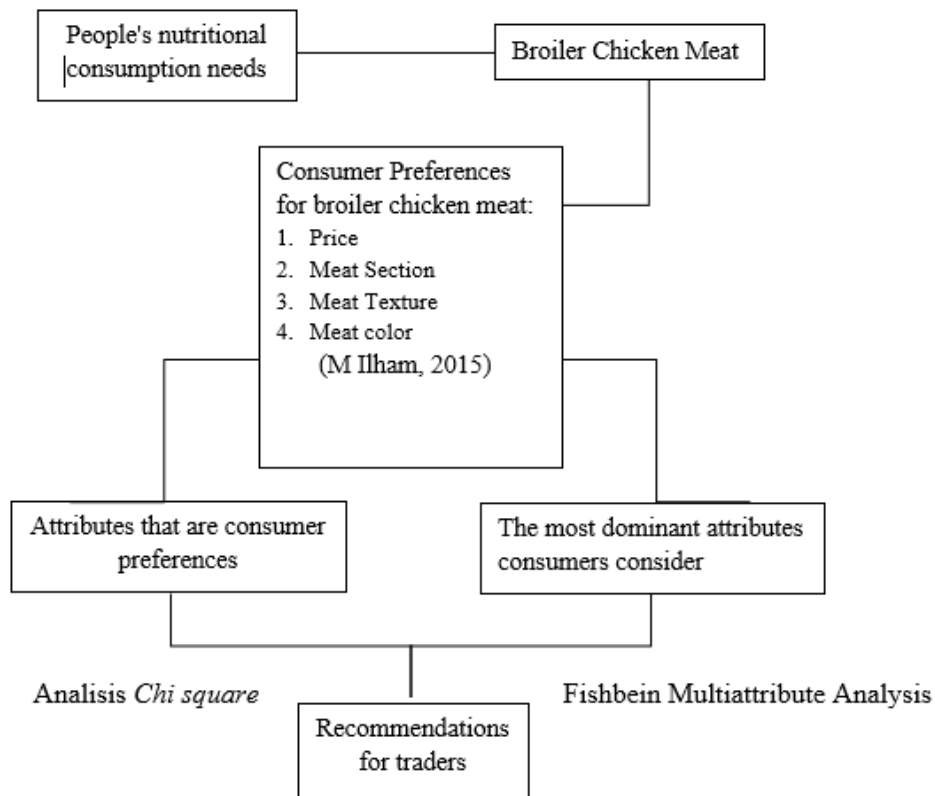 People's nutritional
consumption needs
Broiler Chicken Meat
Consumer Preferences
for broiler chicken meat:
1. Price
2. Meat Section
3. Meat Texture
4. Meat color
(M Ilham, 2015)
Attributes that are consumer
preferences
The most dominant attributes
consumers consider
Analisis Chi square
Fishbein Multiattribute Analysis
Recommendations
for traders